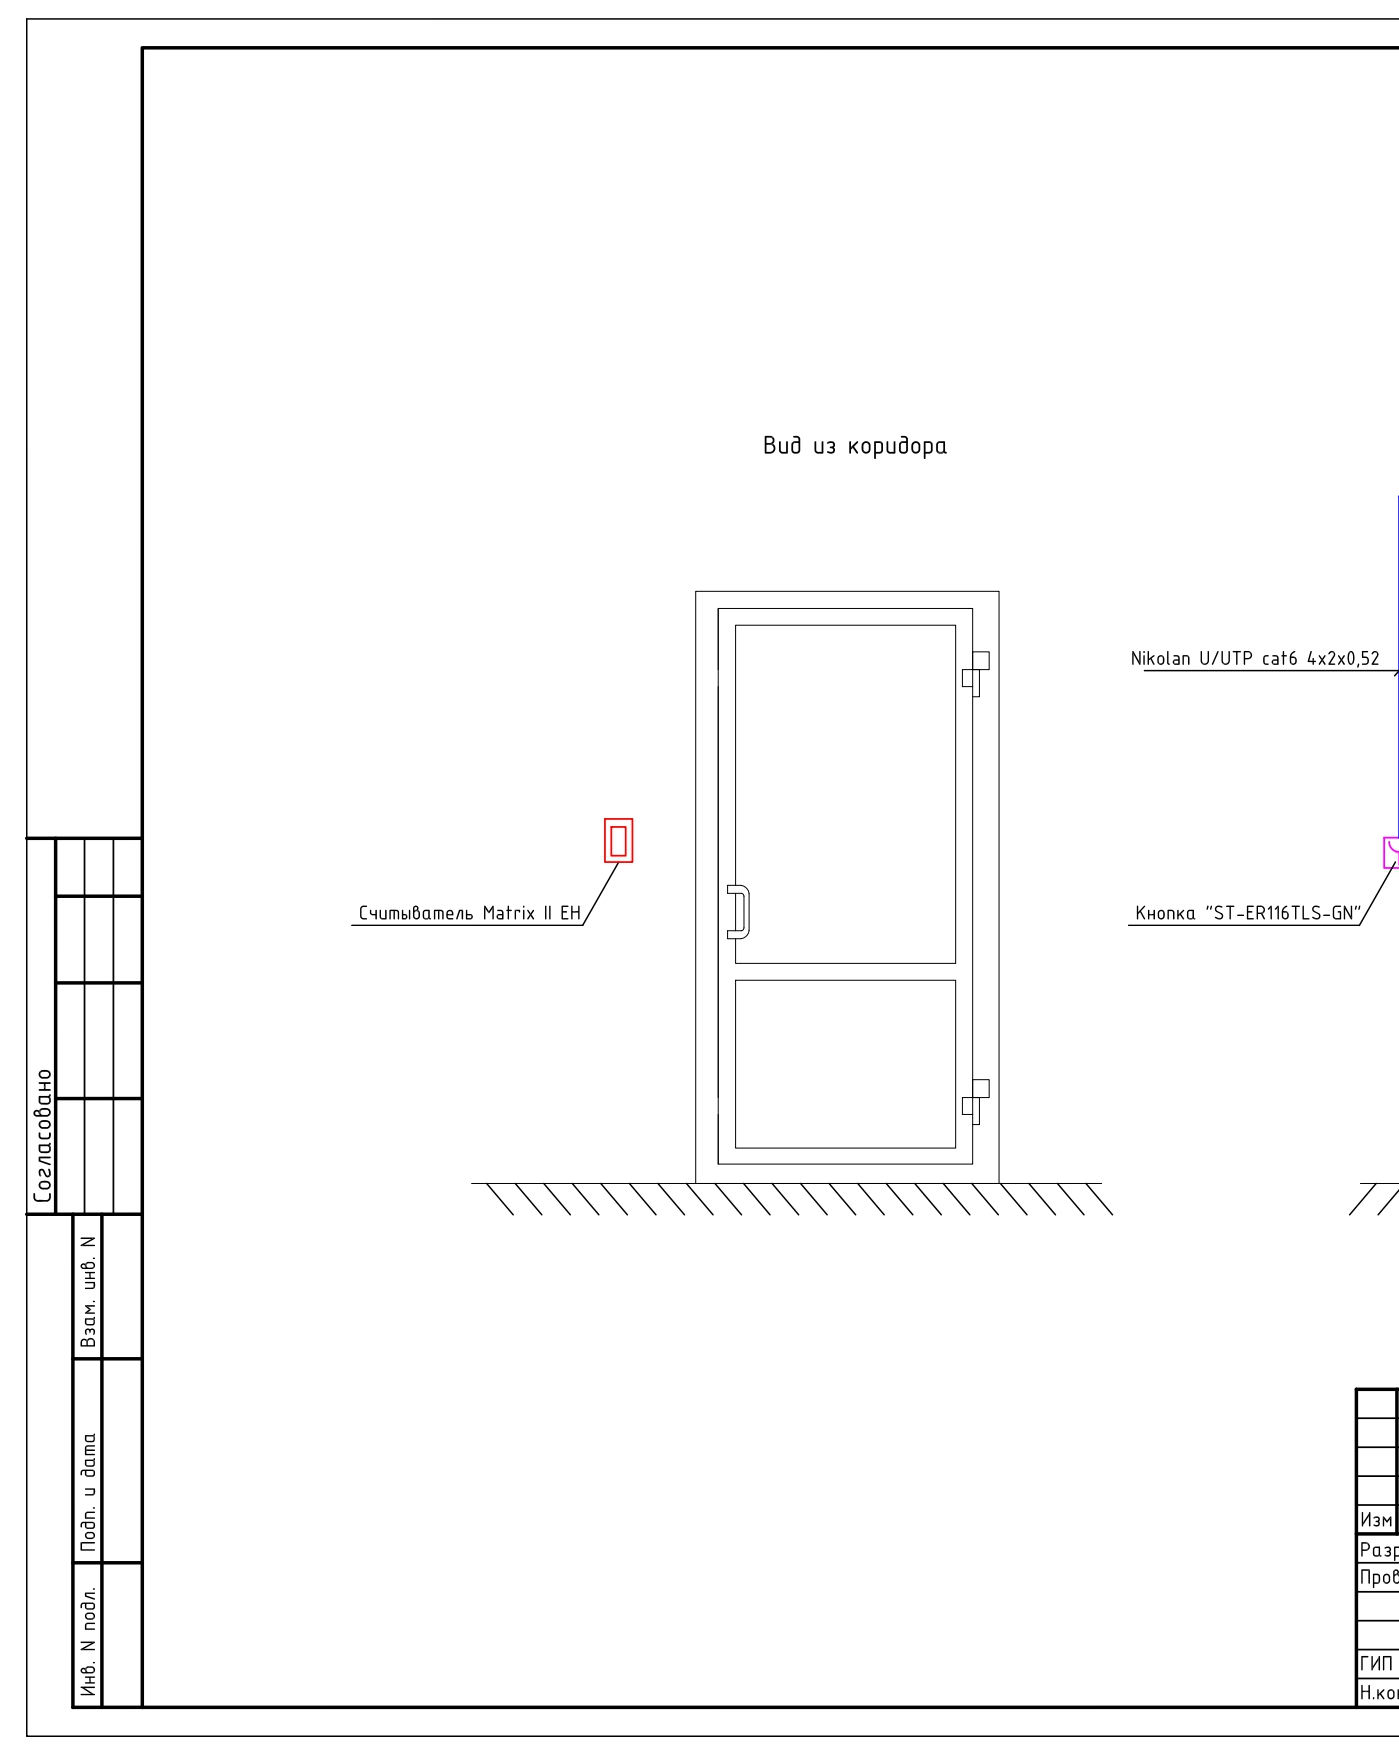 Вид из коридора
Nikolan U/UTP cat6 4x2x0,52
Считыватель Matrix II EH
Кнопка "ST-ER116TLS-GN"
Согласовано
Взам. инв. N
Подп. и дата
Инв. N подл.
Изм
ГИП